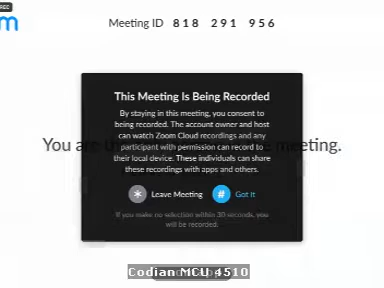 REC
m
Meeting ID 818 291 956
This Meeting Is Being Recorded
By staying in this meeting, you consent to
being recorded. The account owner and host
can watch Zoom Cloud recordings and any
participant with permission can record to
their local device. These individuals can share
these recordings with apps and others.
You are the meeting.
* Leave Meeting # Got It
If you make no selection within 30 seconds, you
will be recorded.
Codian MCU 4510